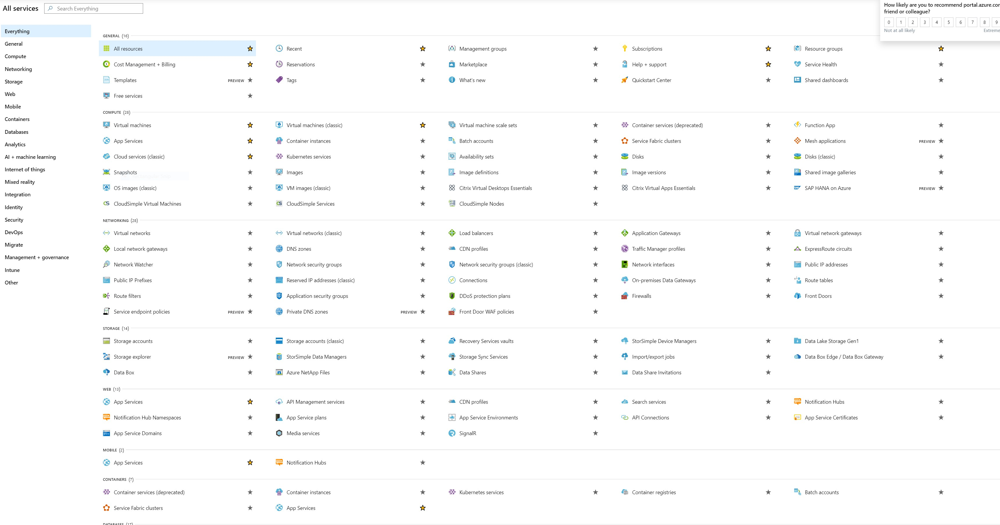 All services
Search Everything
How likely are you to recommend portal.azure.co
friend or colleague?
0 1 2 3 4 5 6 7 8 9
Not at all likely Extreme
Everything
General
Compute
Networking
Storage
Web
Mobile
Containers
Databases
Analytics
AI + machine learning
Internet of things
Mixed reality
Integration
Identity
Security
DevOps
Migrate
Management + governance
Intune
Other
GENERAL (16)
All resources Recent Management groups Subscriptions Resource groups
Cost Management + Billing Reservations Marketplace Help + support Service Health
Templates PREVIEW Tags What's new Quickstart Center Shared dashboards
Free services
COMPUTE (28)
Virtual machines Virtual machines (classic) Virtual machine scale sets Container services (deprecated) Function App
App Services Container instances Batch accounts Service Fabric clusters Mesh applications PREVIEW
Cloud services (classic) Kubernetes services Availability sets Disks Disks (classic)
Snapshots Images Image definitions Image versions Shared image galleries
Rectangular Snip
OS images (classic) VM images (classic) Citrix Virtual Desktops Essentials Citrix Virtual Apps Essentials SAP HANA on Azure PREVIEW
CloudSimple Virtual Machines CS CloudSimple Services CloudSimple Nodes
NETWORKING (28)
Virtual networks Virtual networks (classic) Load balancers Application Gateways Virtual network gateways
Local network gateways DNS zones CDN profiles Traffic Manager profiles ExpressRoute circuits
Network Watcher Network security groups Network security groups (classic) Network interfaces Public IP addresses
Public IP Prefixes Reserved IP addresses (classic) Connections On-premises Data Gateways Route tables
Route filters Application security groups DDoS protection plans Firewalls Front Doors
Service endpoint policies PREVIEW Private DNS zones PREVIEW Front Door WAF policies
STORAGE (14)
Storage accounts Storage accounts (classic) Recovery Services vaults StorSimple Device Managers Data Lake Storage Gen1
Storage explorer PREVIEW StorSimple Data Managers Storage Sync Services Import/export jobs Data Box Edge / Data Box Gateway
Data Box Azure NetApp Files Data Shares Data Share Invitations
WEB (13)
App Services API Management services CDN profiles Search services Notification Hubs
Notification Hub Namespaces App Service plans App Service Environments API Connections App Service Certificates
App Service Domains Media services SignalR
MOBILE (2)
App Services Notification Hubs
CONTAINERS (7)
Container services (deprecated) Container instances Kubernetes services Container registries Batch accounts
Service Fabric clusters App Services
DATABASES (17)